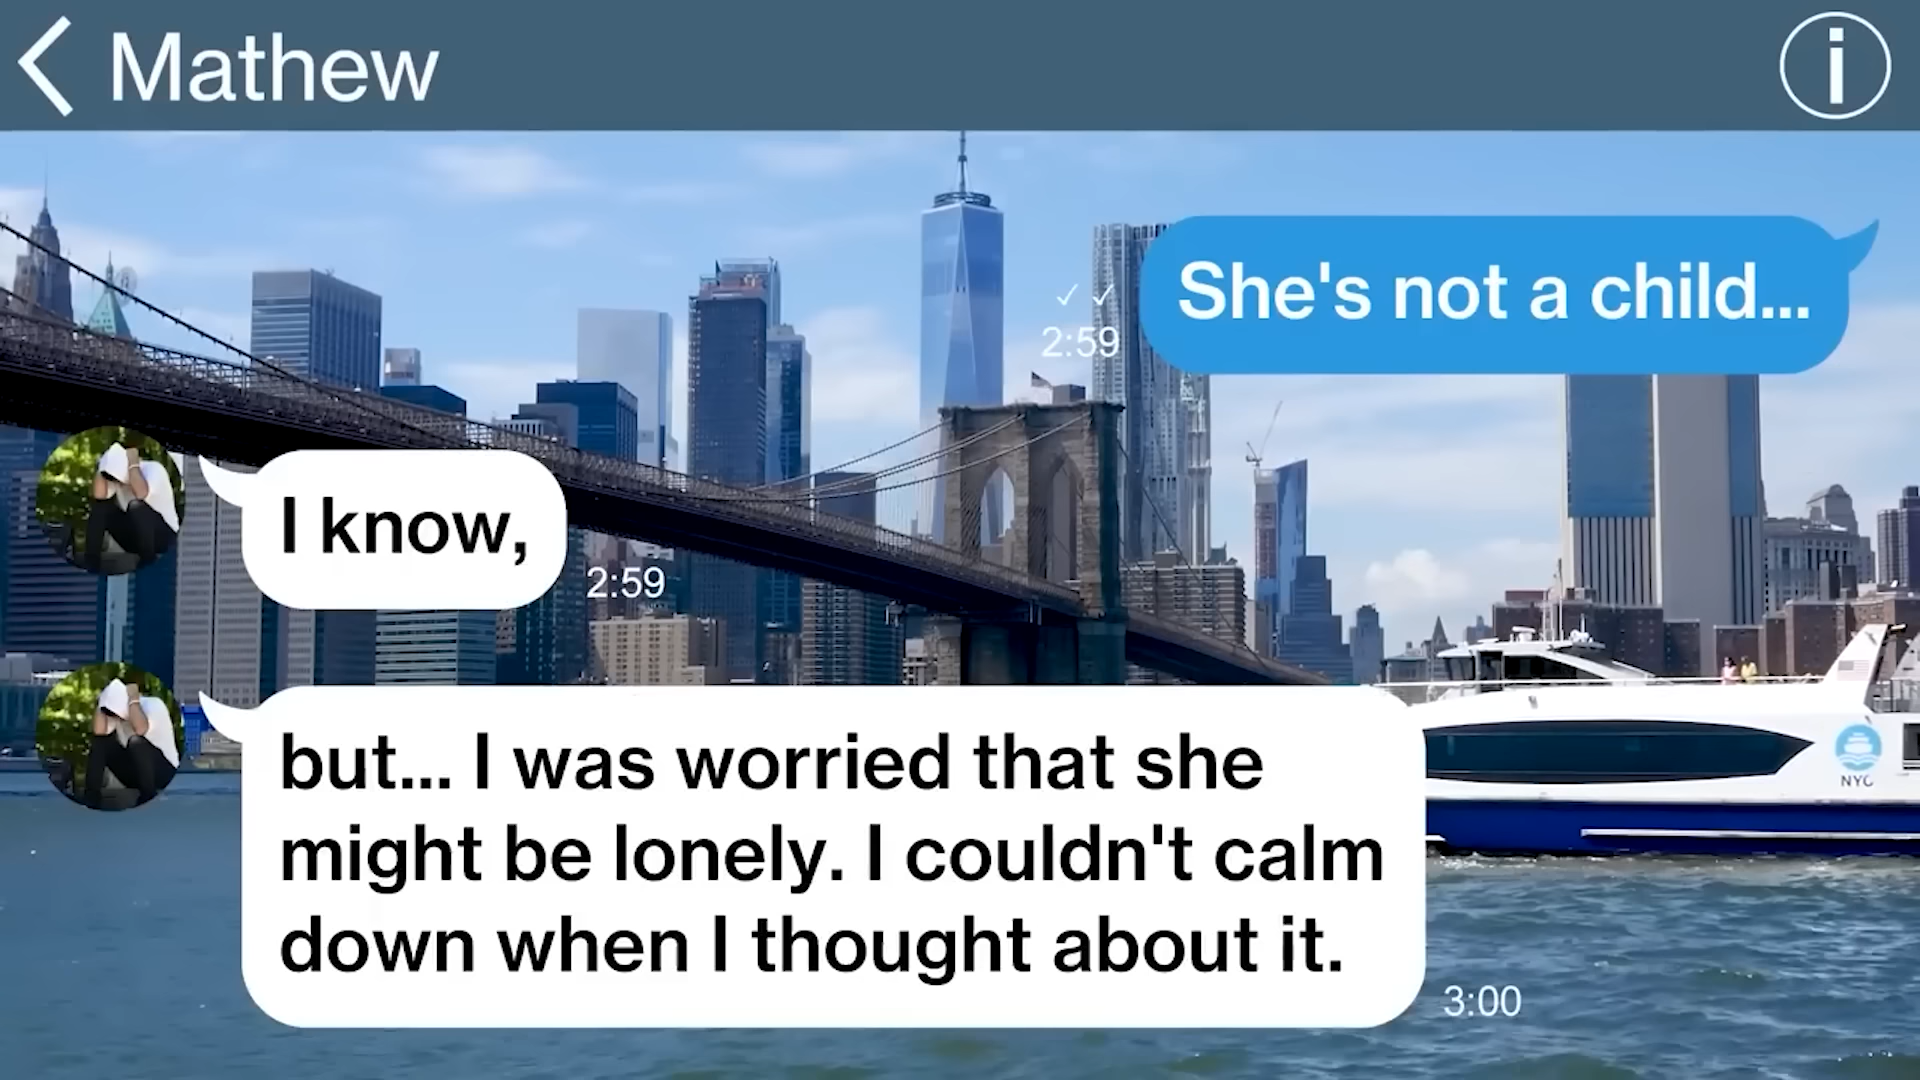 Mathew
She's not a child...
2:59
I know,
2:59
but... I was worried that she
might be lonely. I couldn't calm
down when I thought about it.
3:00
NYC